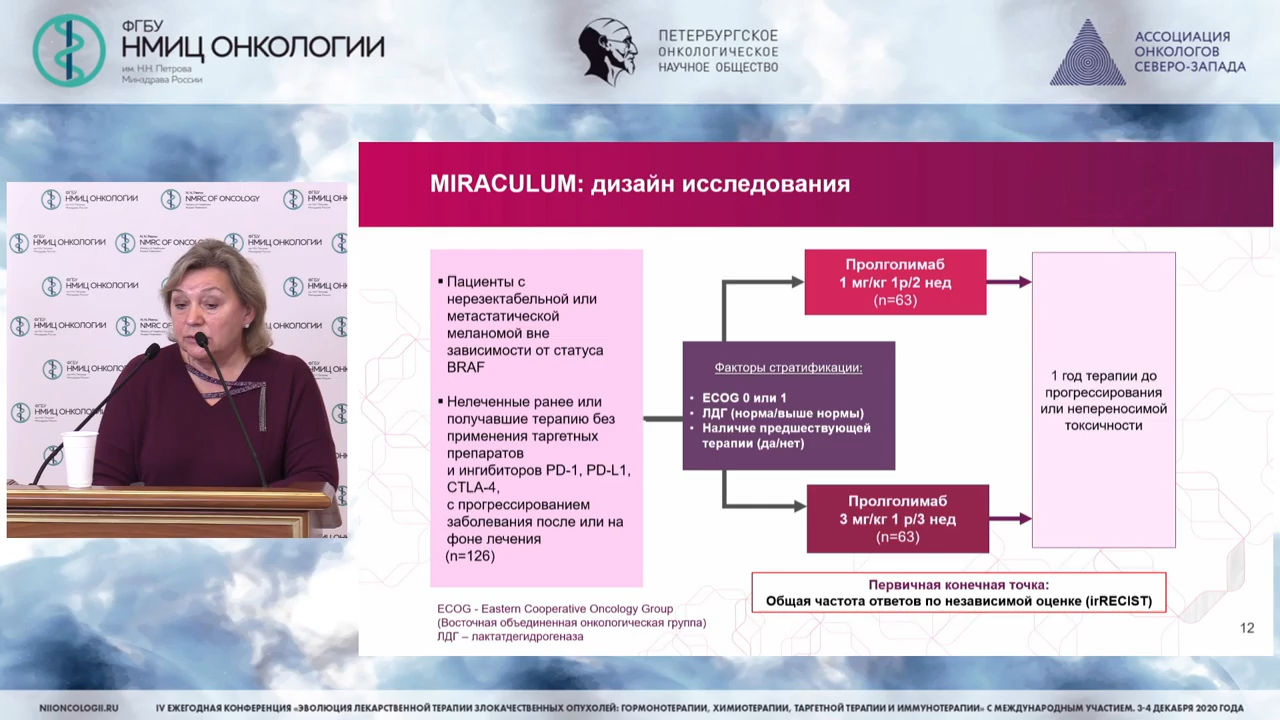 ФГБУ
НМИЦ ОНКОЛОГИИ
им. Н.Н. Петрова
Минздрава России
ПЕТЕРБУРГСКОЕ
ОНКОЛОГИЧЕСКОЕ
НАУЧНОЕ ОБЩЕСТВО
АССОЦИАЦИЯ
ОНКОЛОГОВ
СЕВЕРО-ЗАПАДА
НМИЦ ОНКОЛОГИИ
NMRC OF ONCOLOGY
MIRACULUM: дизайн исследования
▪ Пациенты с
нерезектабельной или
метастатической
меланомой вне
зависимости от статуса
BRAF
▪ Нелеченные ранее или
получавшие терапию без
применения таргетных
препаратов
и ингибиторов PD-1, PD-L1,
CTLA-4,
с прогрессированием
заболевания после или на
фоне лечения
(n=126)
Факторы стратификации:
• ECOG 0 или 1
• ЛДГ (норма/выше нормы)
• Наличие предшествующей
терапии (да/нет)
Пролголимаб
1 мг/кг 1р/2 нед
(n=63)
Пролголимаб
3 мг/кг 1 р/3 нед
(n=63)
1 год терапии до
прогрессирования
или непереносимой
токсичности
Первичная конечная точка:
Общая частота ответов по независимой оценке (irRECIST)
ECOG - Eastern Cooperative Oncology Group
(Восточная объединенная онкологическая группа)
ЛДГ – лактатдегидрогеназа
12
NIIONCOLOGII.RU
IV ЕЖЕГОДНАЯ КОНФЕРЕНЦИЯ «ЭВОЛЮЦИЯ ЛЕКАРСТВЕННОЙ ТЕРАПИИ ЗЛОКАЧЕСТВЕННЫХ ОПУХОЛЕЙ: ГОРМОНОТЕРАПИИ, ХИМИОТЕРАПИИ, ТАРГЕТНОЙ ТЕРАПИИ И ИММУНОТЕРАПИИ» С МЕЖДУНАРОДНЫМ УЧАСТИЕМ. 3-4 ДЕКАБРЯ 2020 ГОДА